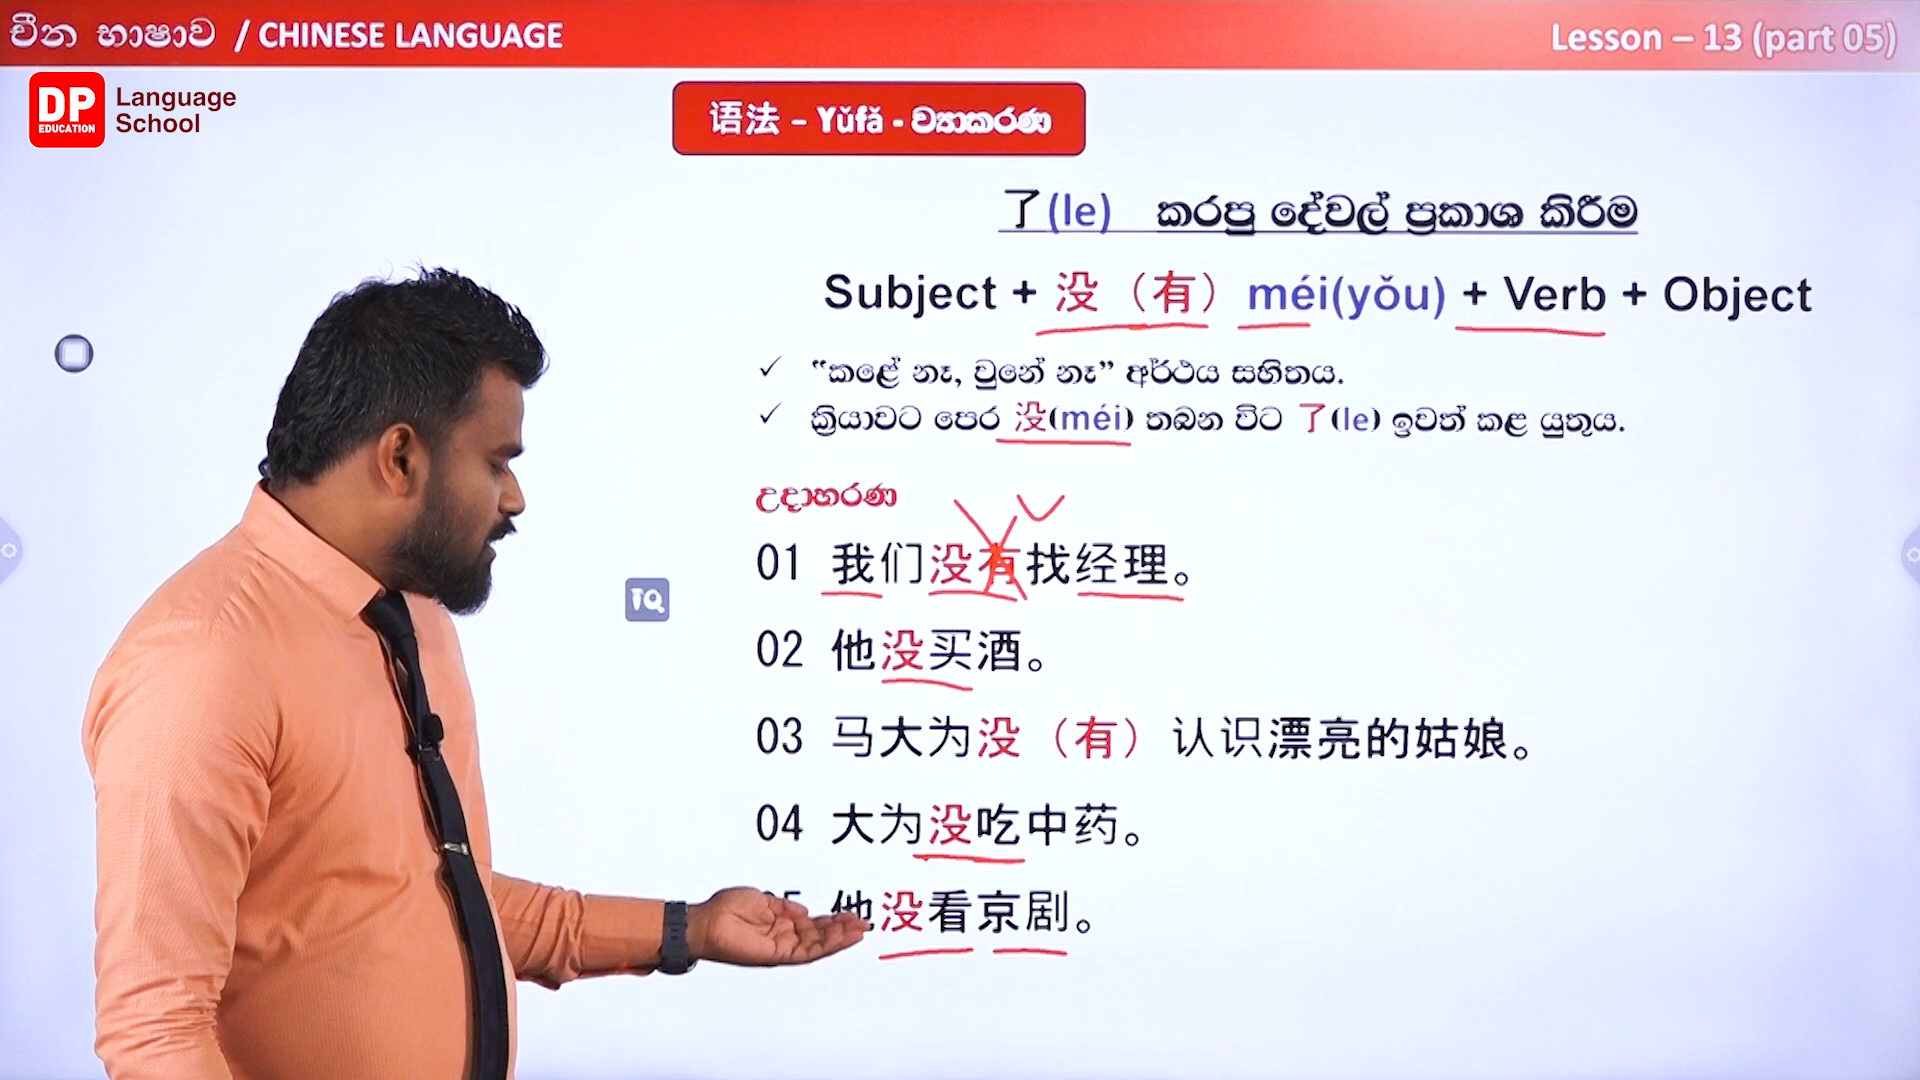 චීන භාෂාව / CHINESE LANGUAGE
Lesson – 13 (part 05)
DP
EDUCATION
Language
School
语法 – Yǔfǎ - ව්‍යාකරණ
了(le) කරපු දේවල් ප්‍රකාශ කිරීම
Subject + 没（有）méi(yǒu) + Verb + Object
✓ “කළේ නෑ, වුනේ නෑ” අර්ථය සහිතය.
✓ ක්‍රියාවට පෙර 没(méi) තබන විට 了(le) ඉවත් කළ යුතුය.
උදාහරණ
01 我们没有找经理。
02 他没买酒。
03 马大为没（有）认识漂亮的姑娘。
04 大为没吃中药。
05 他没看京剧。